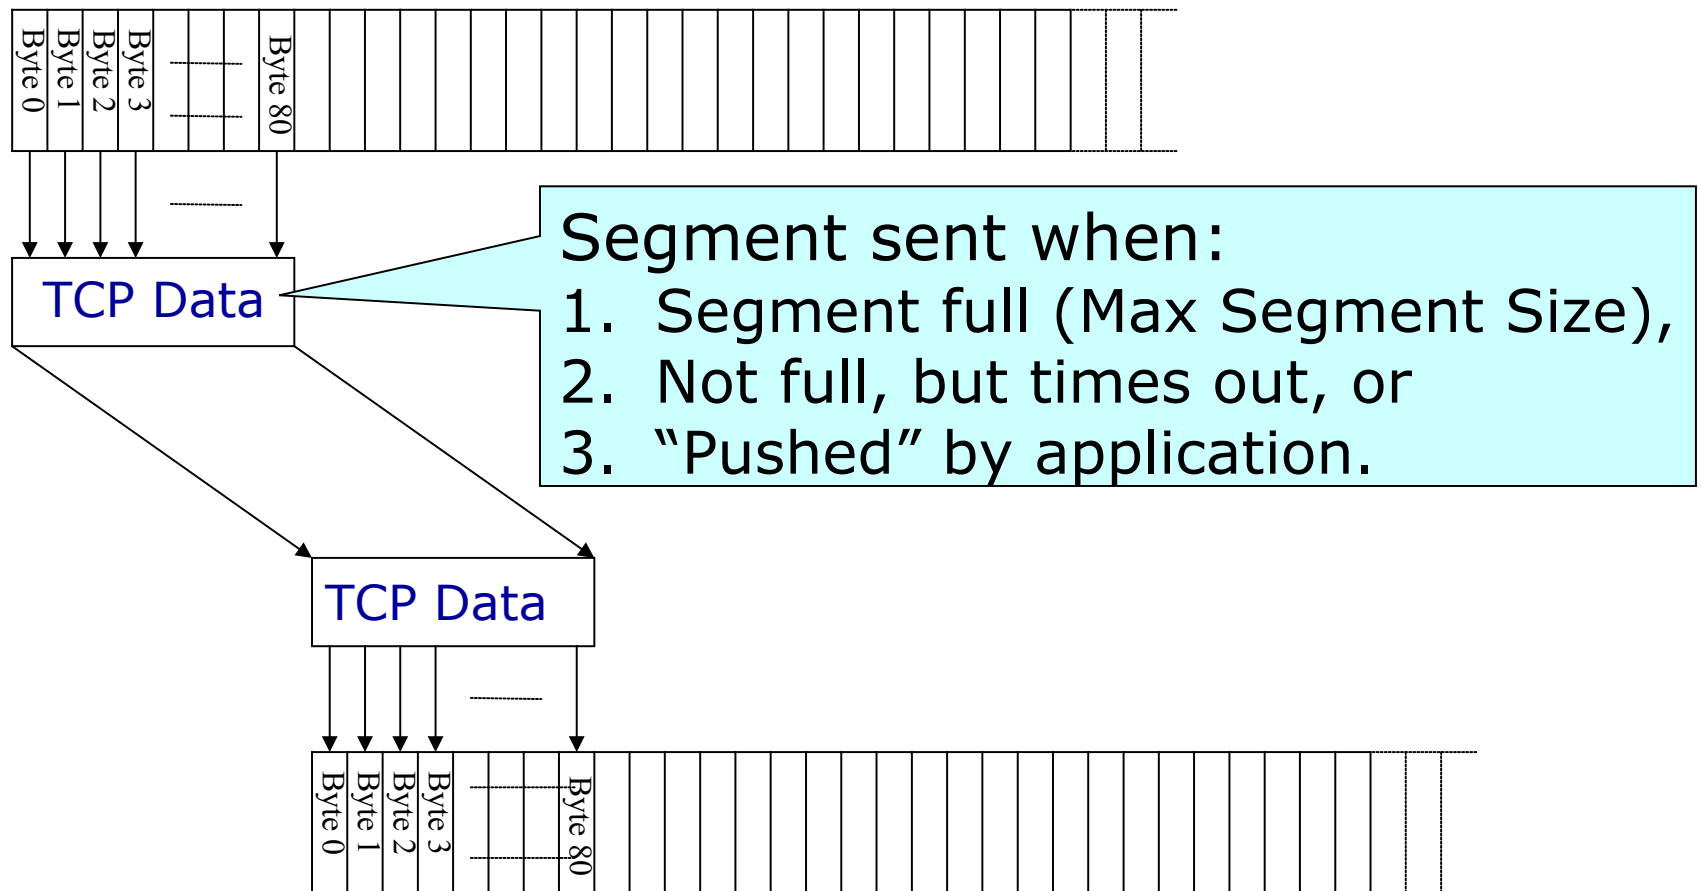 Byte 0
Byte 1
Byte 2
Byte 3
Byte 80
TCP Data
Segment sent when:
1. Segment full (Max Segment Size),
2. Not full, but times out, or
3. “Pushed” by application.
TCP Data
Byte 0
Byte 1
Byte 2
Byte 3
Byte 80